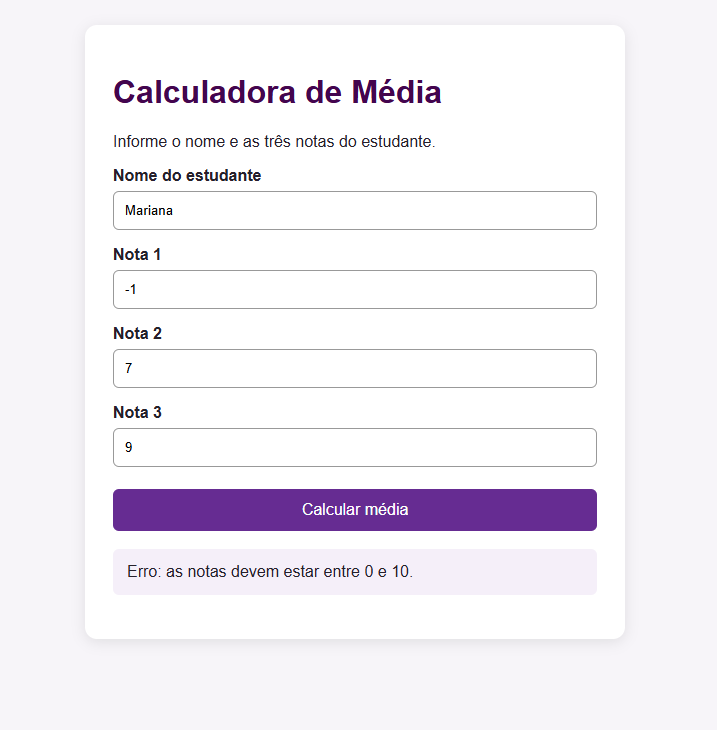 Calculadora de Média
Informe o nome e as três notas do estudante.
Nome do estudante
Mariana
Nota 1
-1
Nota 2
7
Nota 3
9
Calcular média
Erro: as notas devem estar entre 0 e 10.